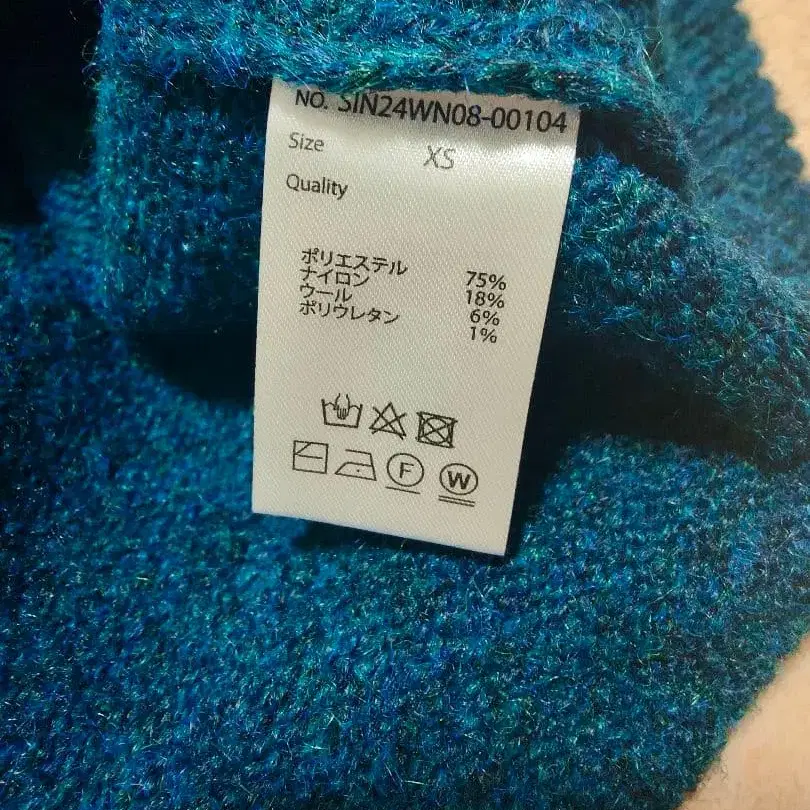 NO. SIN24WN08-00104
Size XS
Quality
ポリエステル 75%
ナイロン 18%
ウール 6%
ポリウレタン 1%
F W